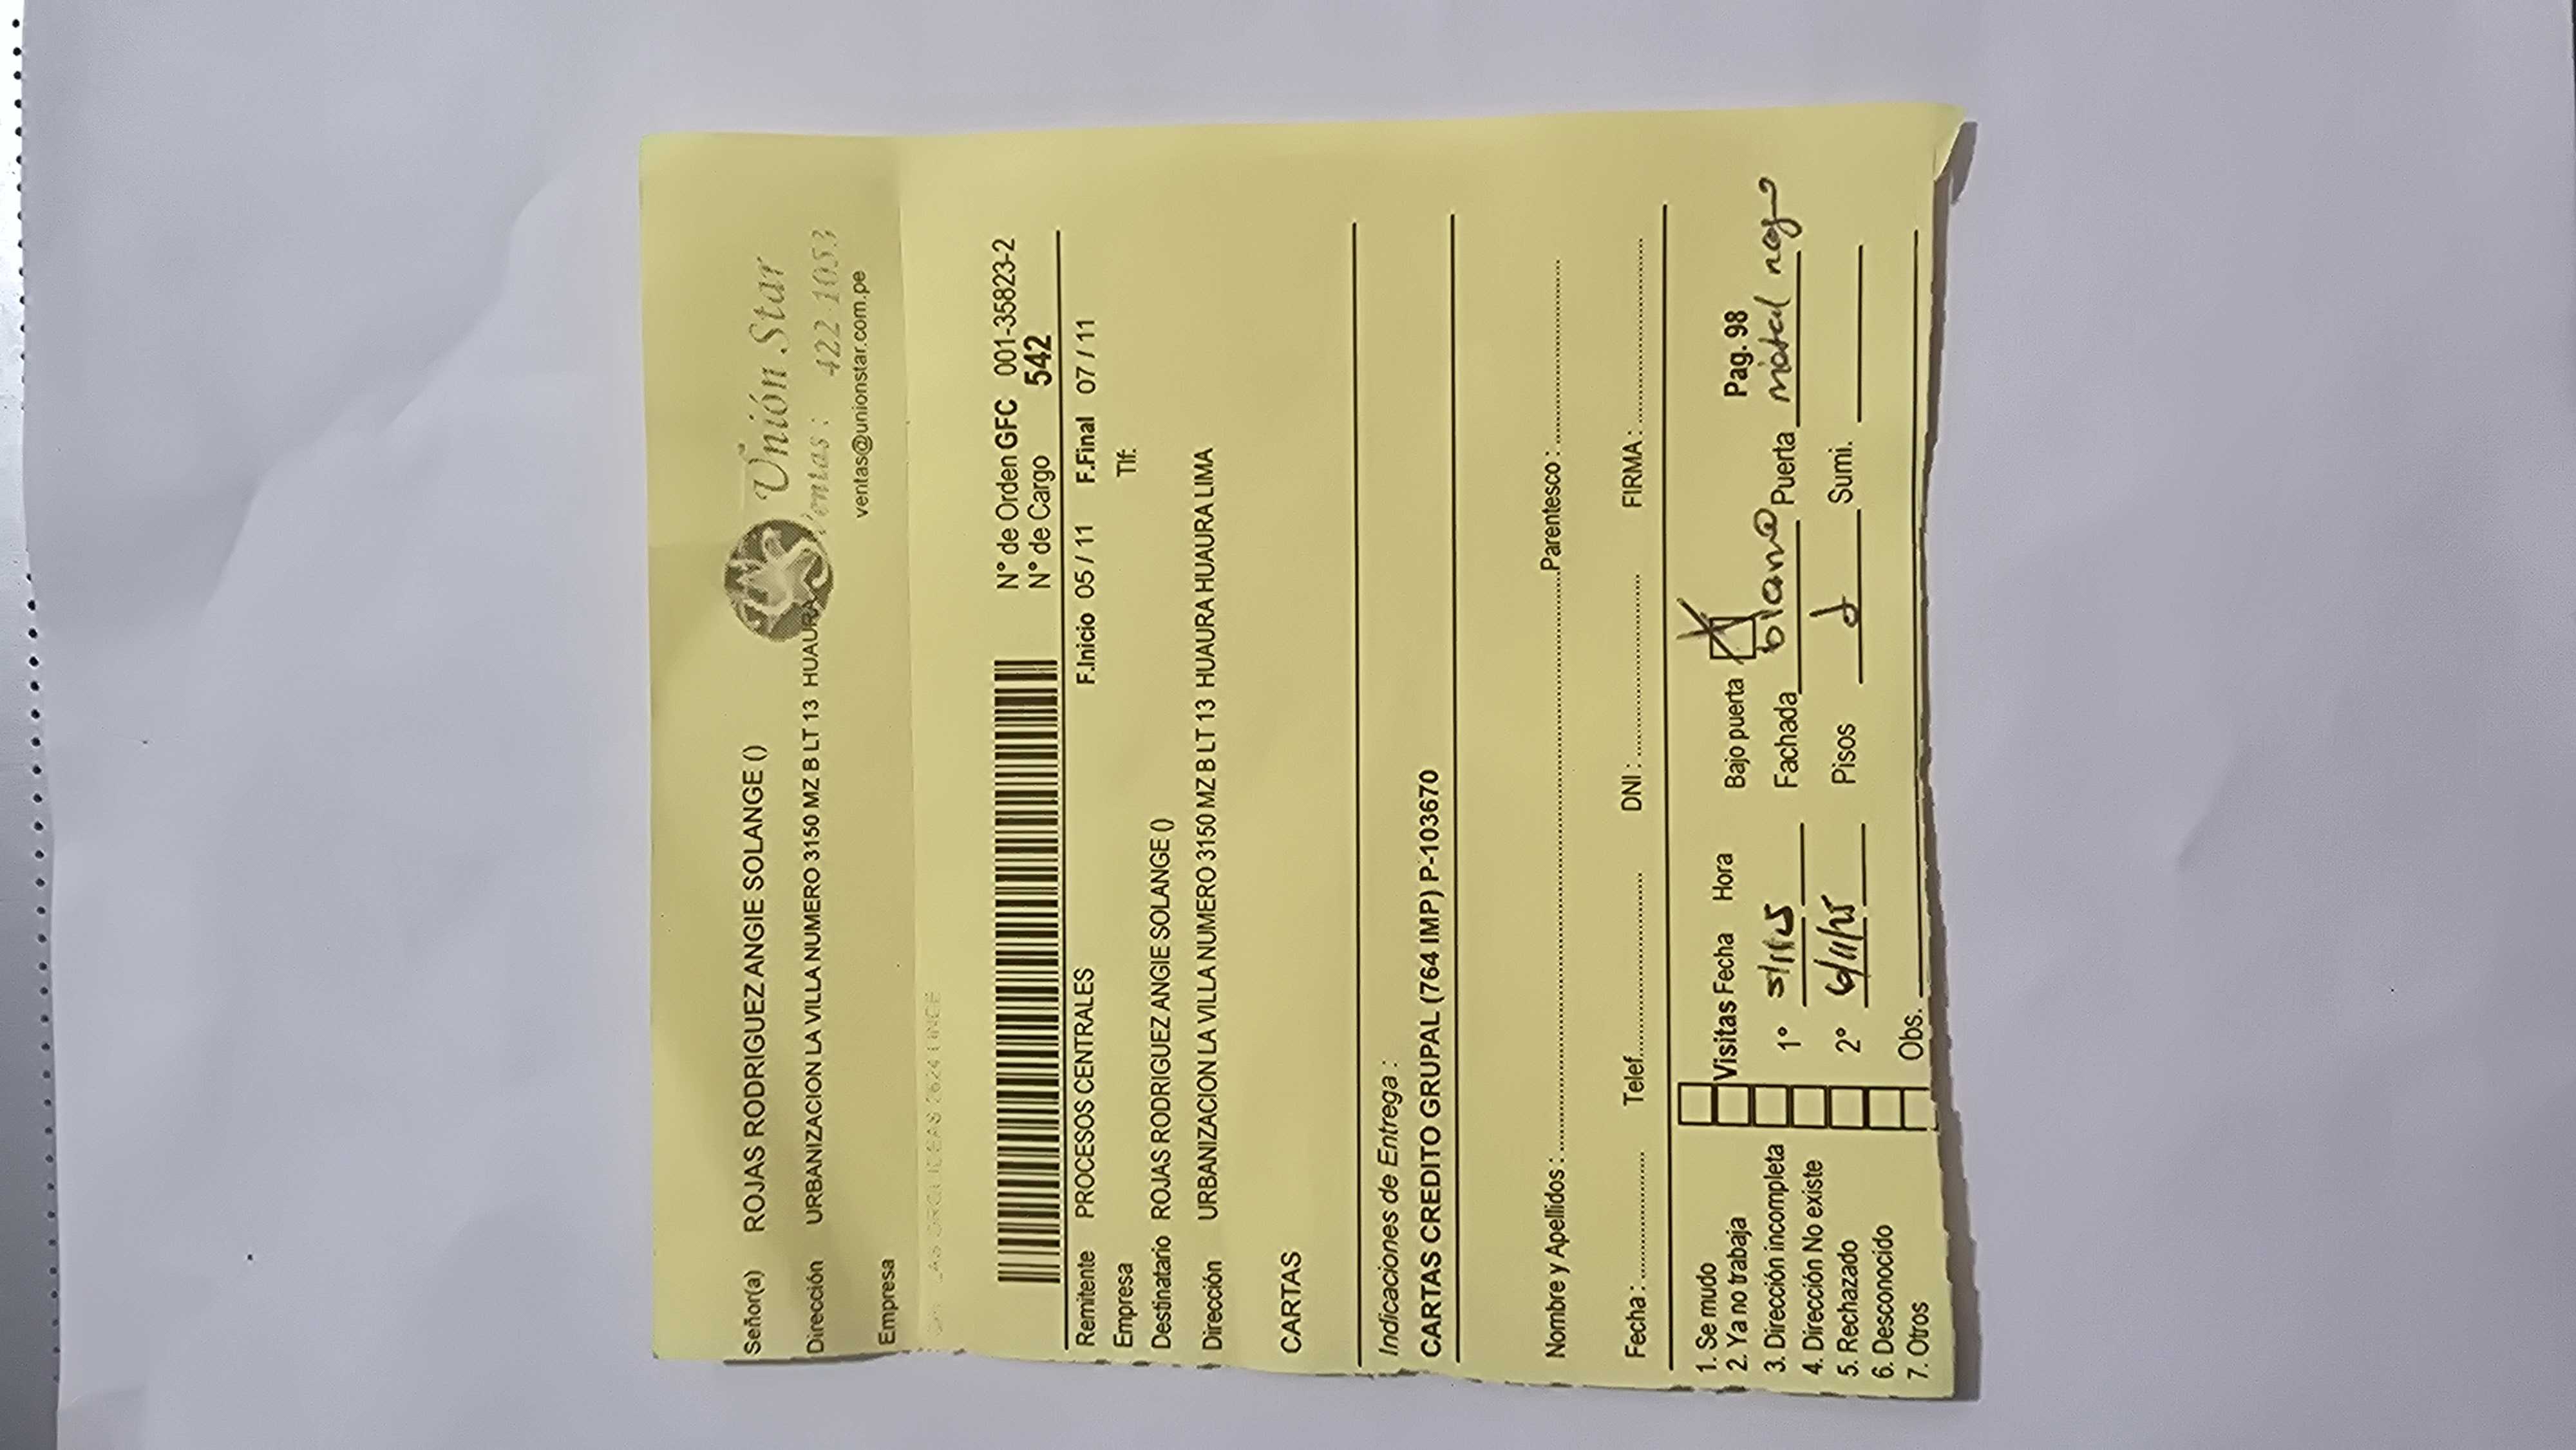 Unión Star
Ventas : 422-1053
ventas@unionstar.com.pe
Señor(a) ROJAS RODRIGUEZ ANGIE SOLANGE ()
Dirección URBANIZACION LA VILLA NUMERO 3150 MZ B LT 13 HUAURA
Empresa
N° de Orden GFC 001-35823-2
N° de Cargo 542
Remitente PROCESOS CENTRALES F.Inicio 05 / 11 F.Final 07 / 11
Empresa Tlf:
Destinatario ROJAS RODRIGUEZ ANGIE SOLANGE ()
Dirección URBANIZACION LA VILLA NUMERO 3150 MZ B LT 13 HUAURA HUAURA LIMA
CARTAS
Indicaciones de Entrega :
CARTAS CREDITO GRUPAL (764 IMP) P-103670
Nombre y Apellidos : Parentesco :
Fecha : Telef. DNI : FIRMA :
1. Se mudo
2. Ya no trabaja
3. Dirección incompleta
4. Dirección No existe
5. Rechazado
6. Desconocido
7. Otros
Visitas Fecha Hora Bajo puerta Pag. 98
1° Fachada Puerta
2° 6/11/25 Pisos Sumi.
Obs.